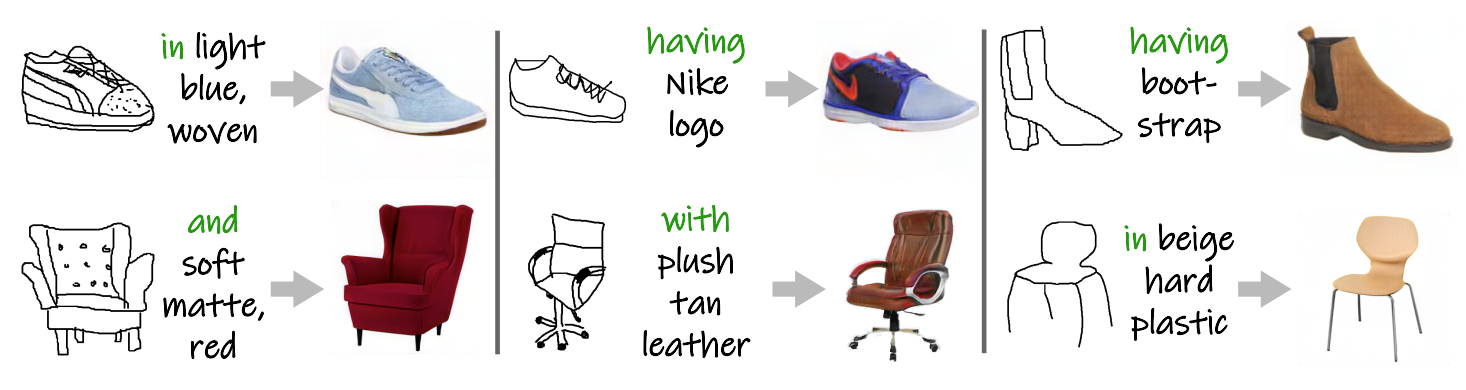 in light
blue,
woven
having
Nike
logo
having
boot-
strap
and
soft
matte,
red
with
plush
tan
leather
in beige
hard
plastic